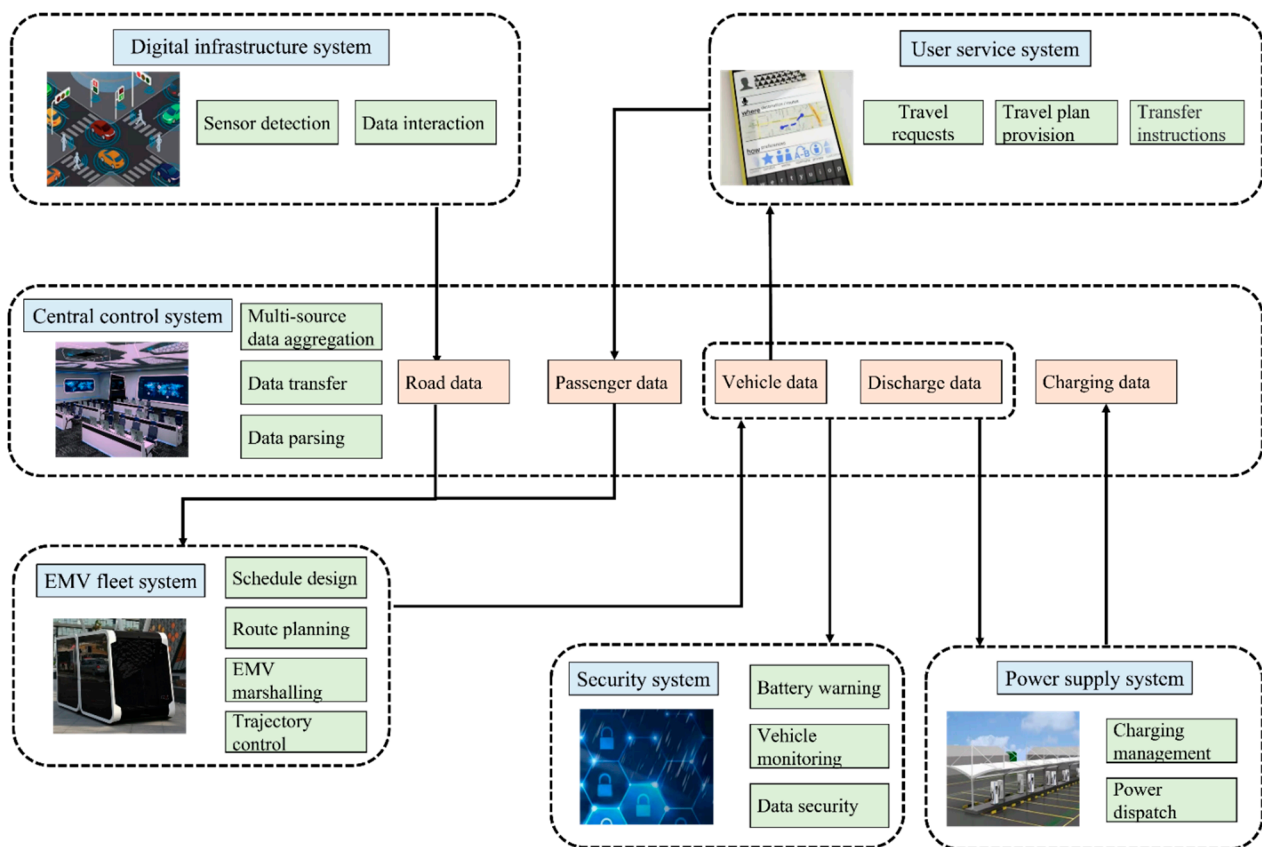 Digital infrastructure system
Sensor detection
Data interaction
User service system
where
how
A-B
Travel
requests
Travel plan
provision
Transfer
instructions
Central control system
Multi-source
data aggregation
Data transfer
Data parsing
Road data
Passenger data
Vehicle data
Discharge data
Charging data
EMV fleet system
Schedule design
Route planning
EMV
marshalling
Trajectory
control
Security system
Battery warning
Vehicle
monitoring
Data security
Power supply system
Charging
management
Power
dispatch